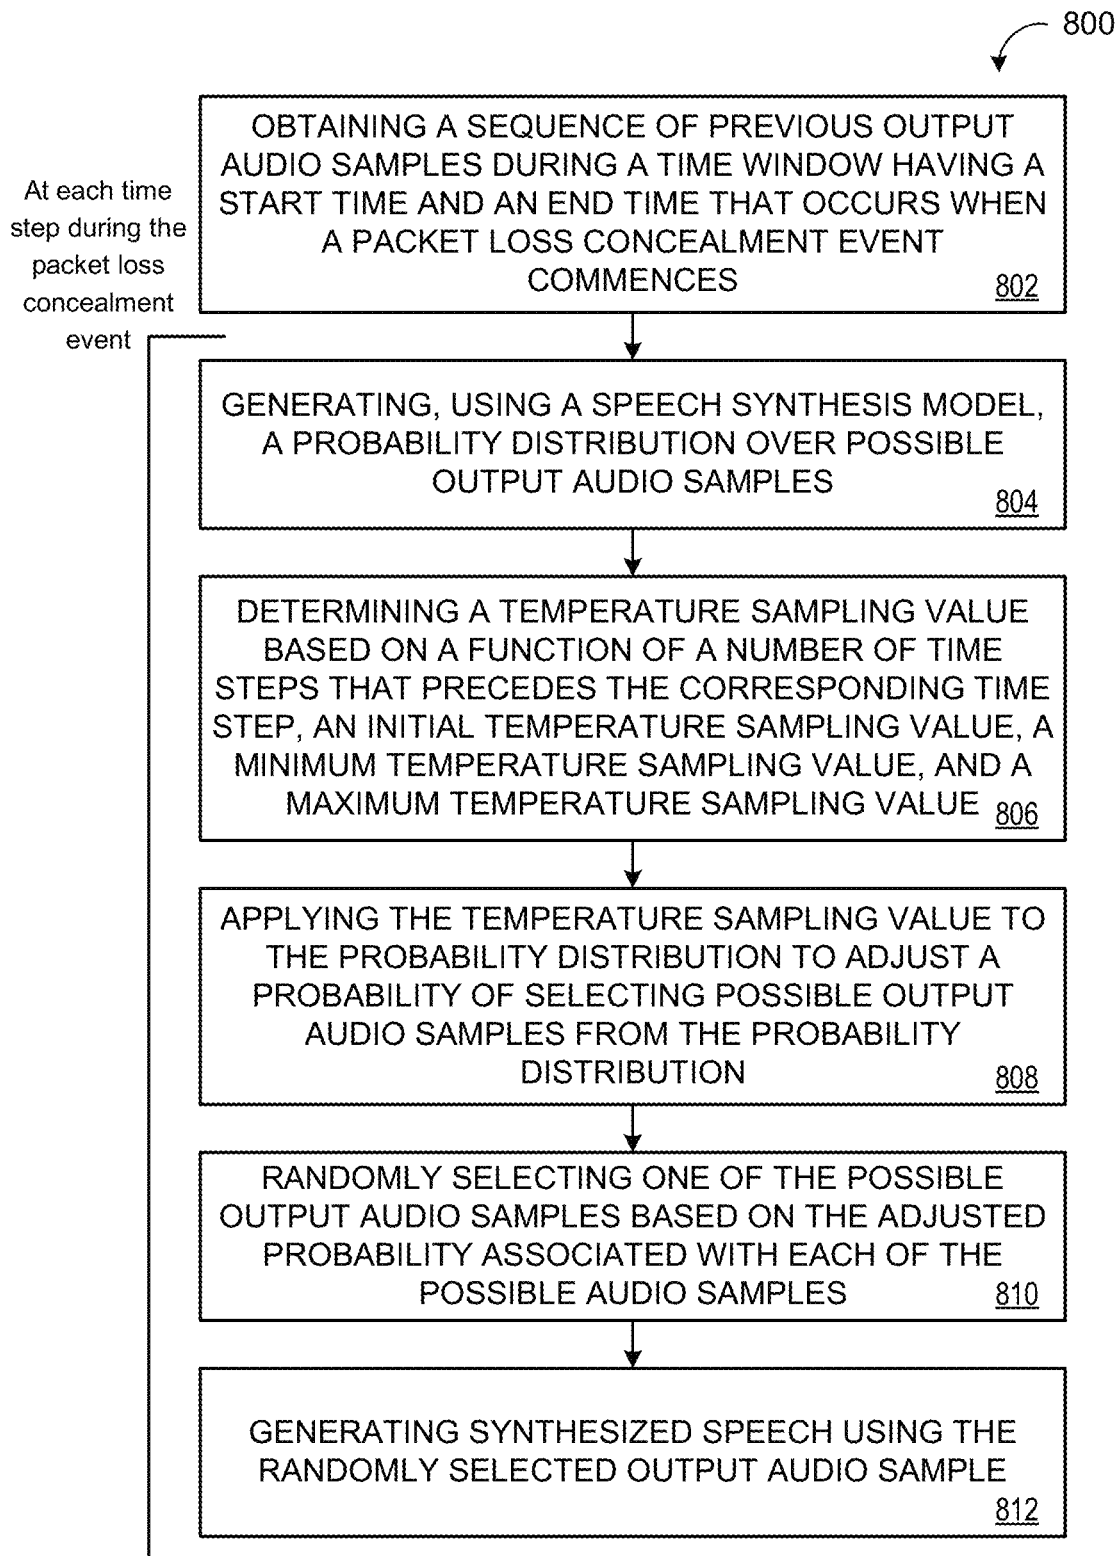 800
OBTAINING A SEQUENCE OF PREVIOUS OUTPUT
AUDIO SAMPLES DURING A TIME WINDOW HAVING A
START TIME AND AN END TIME THAT OCCURS WHEN
A PACKET LOSS CONCEALMENT EVENT
COMMENCES
802
At each time
step during the
packet loss
concealment
event
GENERATING, USING A SPEECH SYNTHESIS MODEL,
A PROBABILITY DISTRIBUTION OVER POSSIBLE
OUTPUT AUDIO SAMPLES
804
DETERMINING A TEMPERATURE SAMPLING VALUE
BASED ON A FUNCTION OF A NUMBER OF TIME
STEPS THAT PRECEDES THE CORRESPONDING TIME
STEP, AN INITIAL TEMPERATURE SAMPLING VALUE, A
MINIMUM TEMPERATURE SAMPLING VALUE, AND A
MAXIMUM TEMPERATURE SAMPLING VALUE
806
APPLYING THE TEMPERATURE SAMPLING VALUE TO
THE PROBABILITY DISTRIBUTION TO ADJUST A
PROBABILITY OF SELECTING POSSIBLE OUTPUT
AUDIO SAMPLES FROM THE PROBABILITY
DISTRIBUTION
808
RANDOMLY SELECTING ONE OF THE POSSIBLE
OUTPUT AUDIO SAMPLES BASED ON THE ADJUSTED
PROBABILITY ASSOCIATED WITH EACH OF THE
POSSIBLE AUDIO SAMPLES
810
GENERATING SYNTHESIZED SPEECH USING THE
RANDOMLY SELECTED OUTPUT AUDIO SAMPLE
812